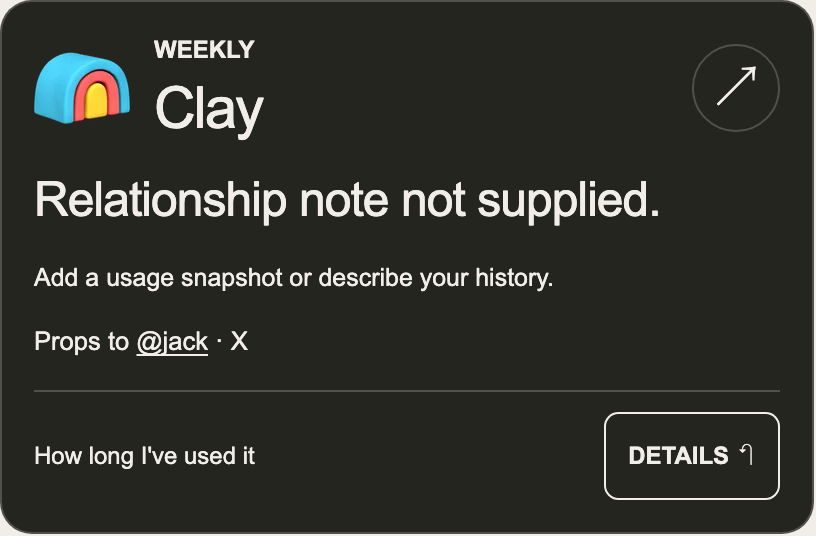 WEEKLY
Clay
Relationship note not supplied.
Add a usage snapshot or describe your history.
Props to @jack · X
How long I've used it
DETAILS